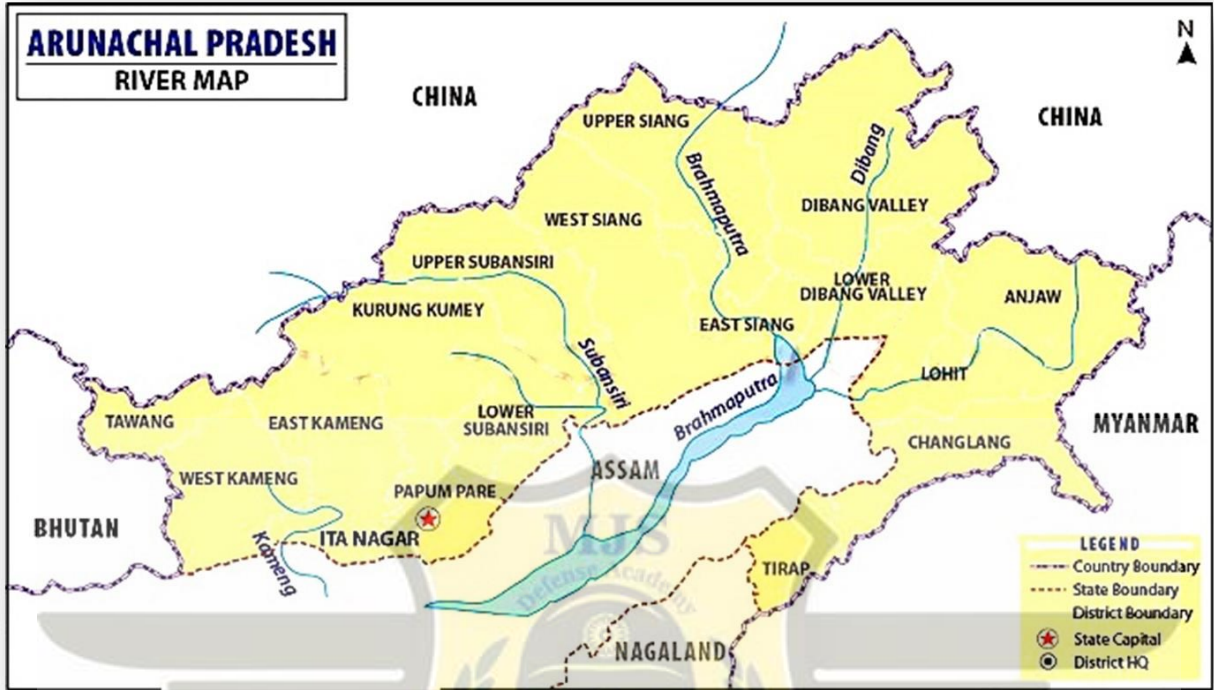 ARUNACHAL PRADESH
RIVER MAP
N
CHINA
CHINA
UPPER SIANG
Brahmaputra
Dibang
DIBANG VALLEY
WEST SIANG
UPPER SUBANSIRI
LOWER
DIBANG VALLEY
ANJAW
KURUNG KUMEY
EAST SIANG
Subansiri
LOHIT
Brahmaputra
TAWANG
EAST KAMENG
LOWER
SUBANSIRI
MYANMAR
CHANGLANG
WEST KAMENG
ASSAM
PAPUM PARE
BHUTAN
ITA NAGAR
Kameng
MJS
Defense Academy
TIRAP
NAGALAND
LEGEND
Country Boundary
State Boundary
District Boundary
State Capital
District HQ